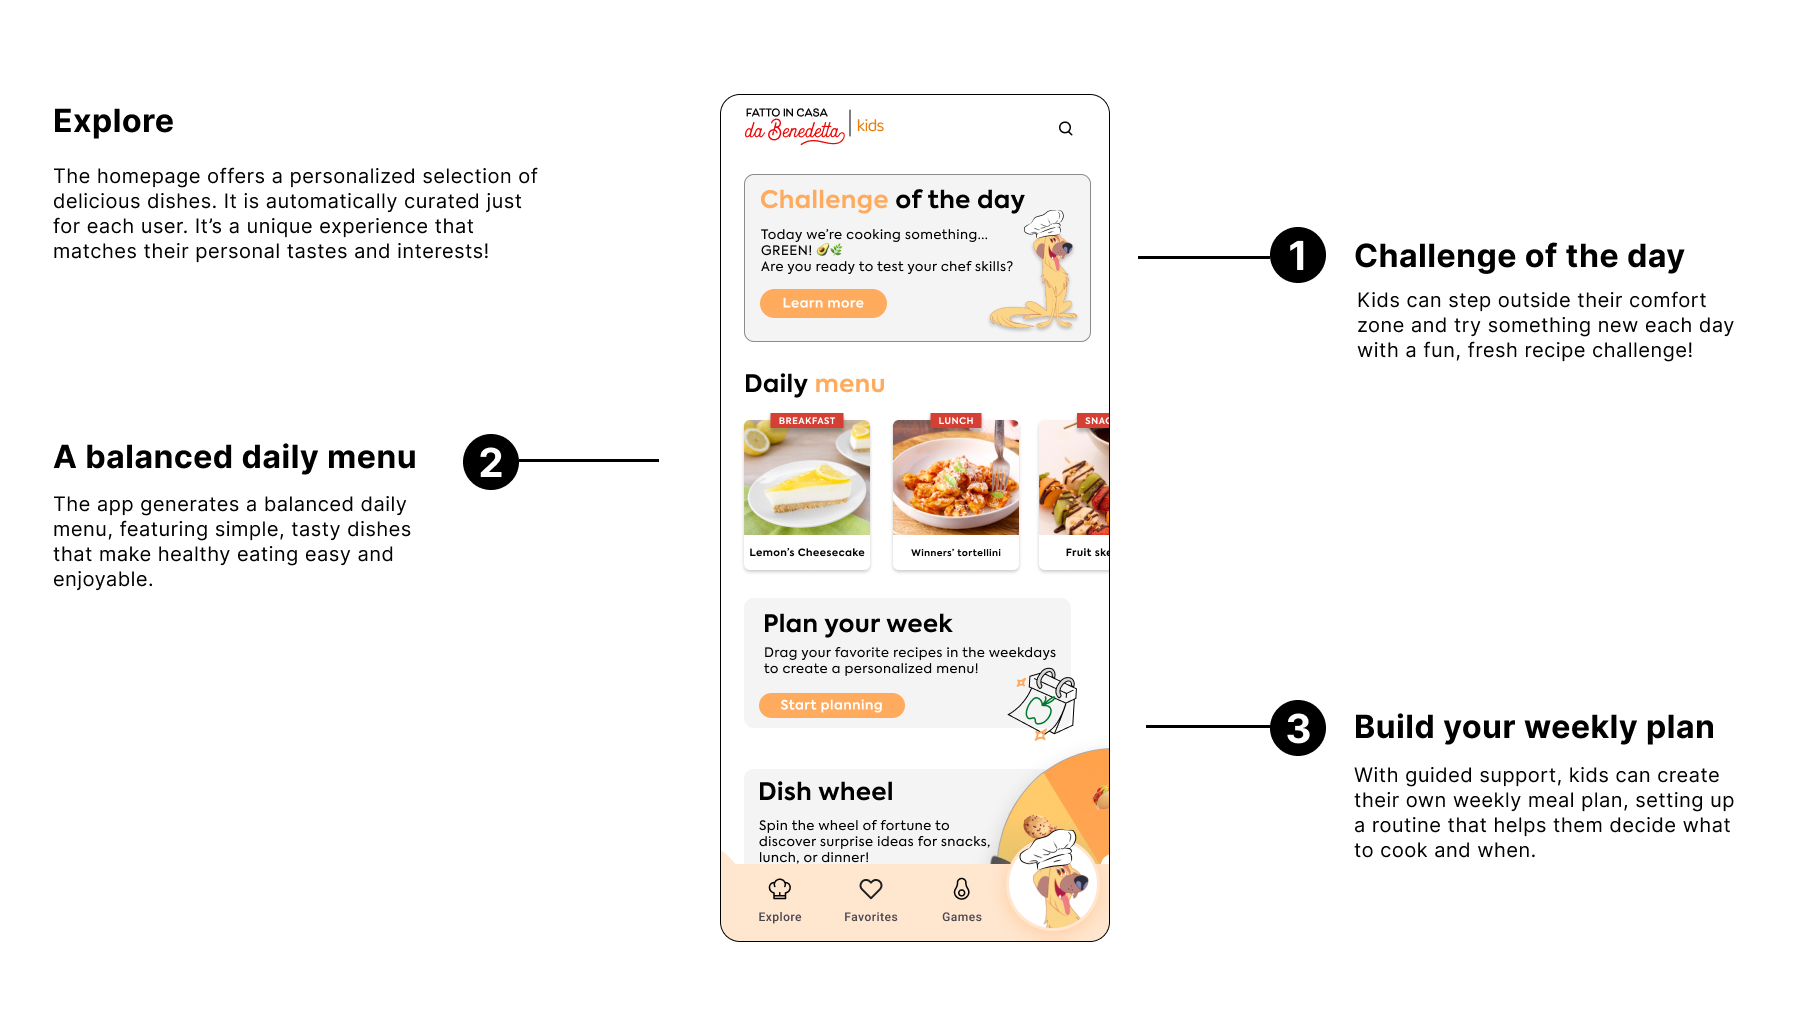 Explore
The homepage offers a personalized selection of
delicious dishes. It is automatically curated just
for each user. It’s a unique experience that
matches their personal tastes and interests!
A balanced daily menu
2
The app generates a balanced daily
menu, featuring simple, tasty dishes
that make healthy eating easy and
enjoyable.
FATTO IN CASA
da Benedetta
kids
Challenge of the day
Today we’re cooking something...
GREEN! 🥑🌿
Are you ready to test your chef skills?
Learn more
Daily menu
BREAKFAST
LUNCH
SNAC
Lemon’s Cheesecake
Winners’ tortellini
Fruit ske
Plan your week
Drag your favorite recipes in the weekdays
to create a personalized menu!
Start planning
Dish wheel
Spin the wheel of fortune to
discover surprise ideas for snacks,
lunch, or dinner!
Explore
Favorites
Games
1
Challenge of the day
Kids can step outside their comfort
zone and try something new each day
with a fun, fresh recipe challenge!
3
Build your weekly plan
With guided support, kids can create
their own weekly meal plan, setting up
a routine that helps them decide what
to cook and when.